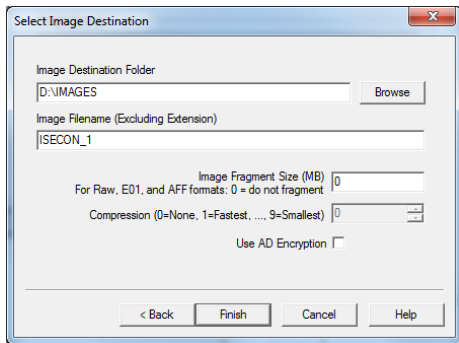 Select Image Destination
Image Destination Folder
D:\IMAGES
Browse
Image Filename (Excluding Extension)
ISECON_1
Image Fragment Size (MB)
For Raw, E01, and AFF formats: 0 = do not fragment
0
Compression (0=None, 1=Fastest, ..., 9=Smallest)
0
Use AD Encryption
< Back
Finish
Cancel
Help